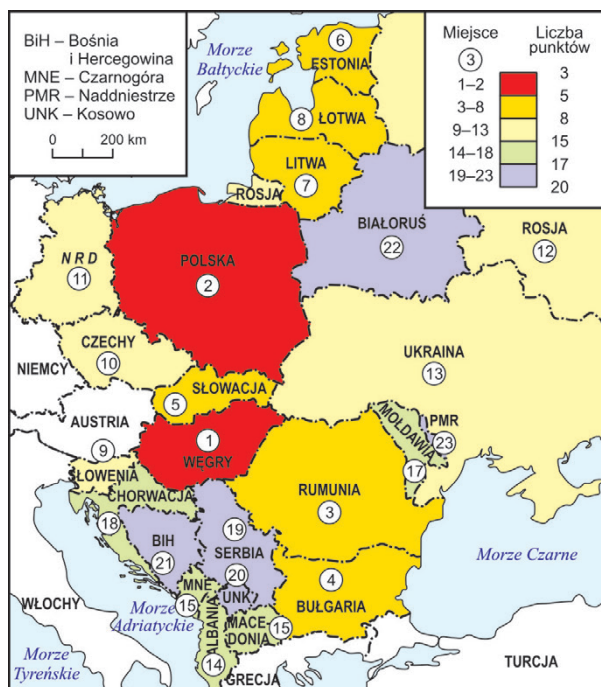 BiH – Bośnia
i Hercegowina
MNE – Czarnogóra
PMR – Naddniestrze
UNK – Kosowo
0 200 km
Morze
Bałtyckie
Miejsce
Liczba
punktów
3
1–2
3–8
9–13
14–18
19–23
3
5
8
15
17
20
6
ESTONIA
8
ŁOTWA
LITWA
7
ROSJA
BIAŁORUŚ
22
ROSJA
12
NRD
11
POLSKA
2
CZECHY
10
NIEMCY
UKRAINA
13
SŁOWACJA
5
AUSTRIA
9
1
WĘGRY
MOŁDAWIA
17
PMR
23
SŁOWENIA
CHORWACJA
18
RUMUNIA
3
BIH
21
19
SERBIA
20
UNK
Morze Czarne
4
BUŁGARIA
MNE
15
WŁOCHY
Morze
Adriatyckie
ALBANIA
14
MACE-
DONIA
15
Morze
Tyreńskie
GRECJA
TURCJA